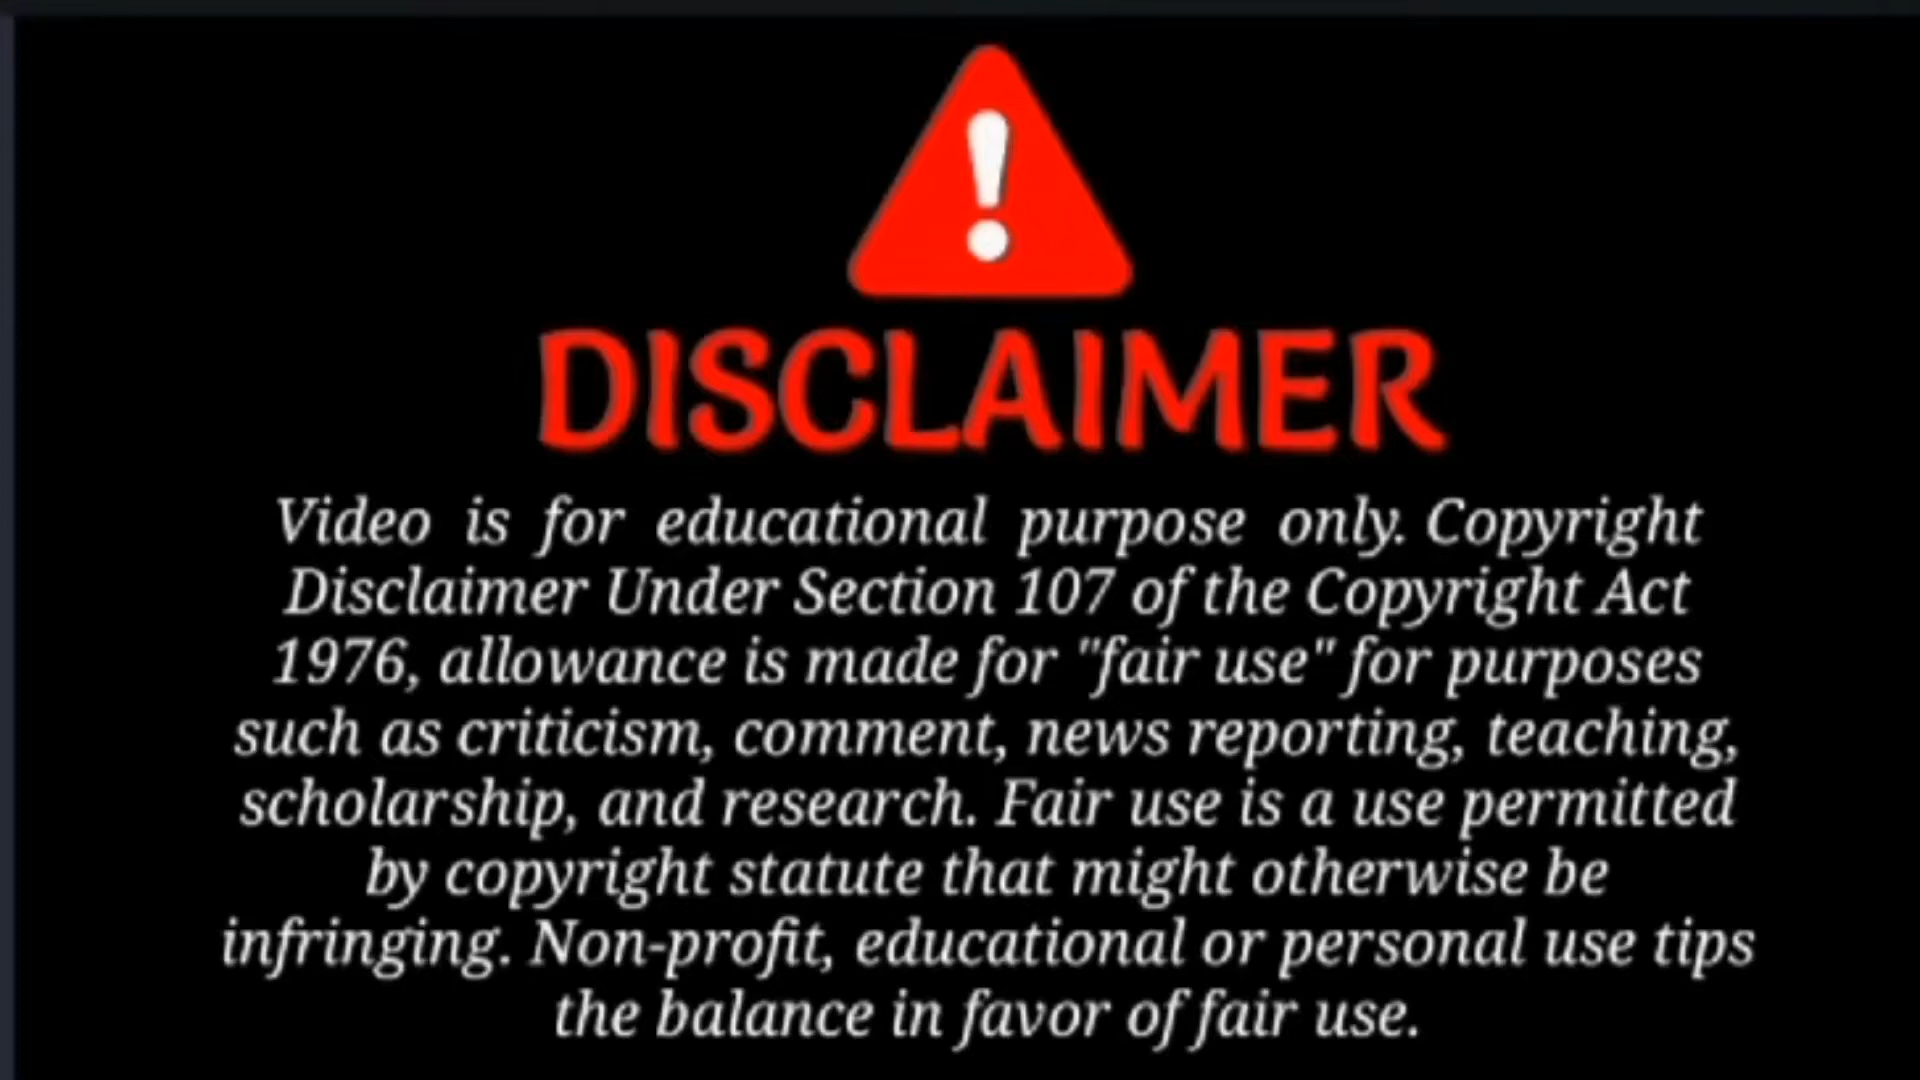 !
DISCLAIMER
Video is for educational purpose only. Copyright
Disclaimer Under Section 107 of the Copyright Act
1976, allowance is made for "fair use" for purposes
such as criticism, comment, news reporting, teaching,
scholarship, and research. Fair use is a use permitted
by copyright statute that might otherwise be
infringing. Non-profit, educational or personal use tips
the balance in favor of fair use.